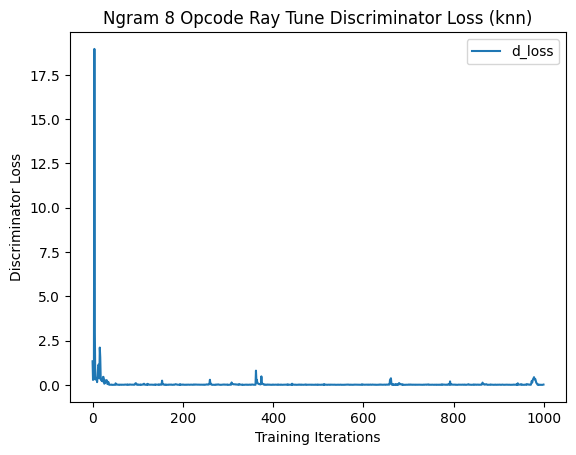 Ngram 8 Opcode Ray Tune Discriminator Loss (knn)
d_loss
17.5
15.0
12.5
10.0
7.5
5.0
2.5
0.0
Discriminator Loss
0 200 400 600 800 1000
Training Iterations